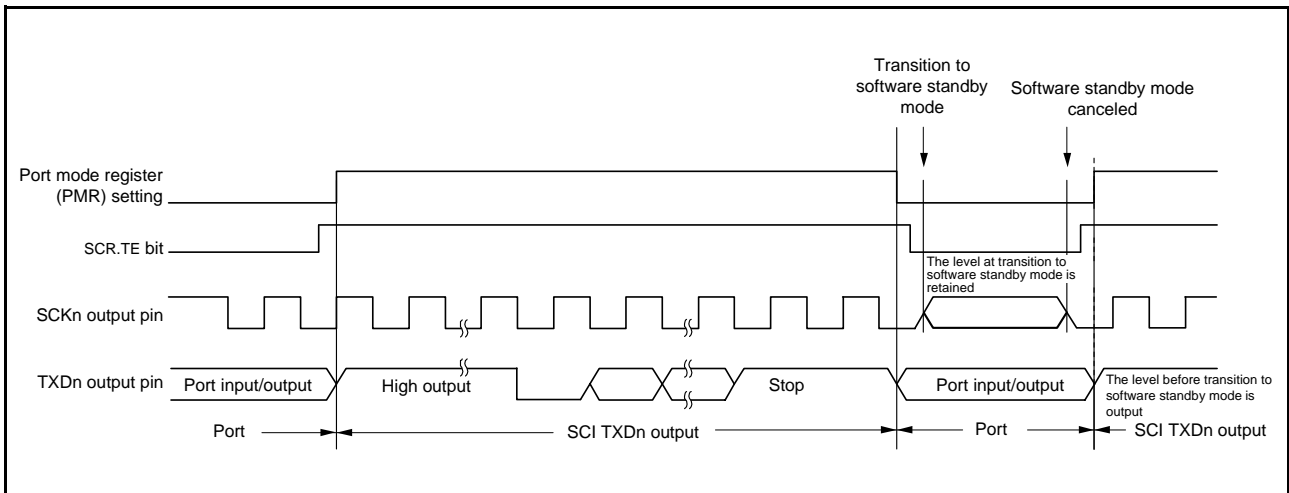 Transition to
software standby
mode
Software standby mode
canceled
Port mode register
(PMR) setting
SCR.TE bit
The level at transition to
software standby mode is
retained
SCKn output pin
TXDn output pin
Port input/output
High output
Stop
Port input/output
The level before transition to
software standby mode is
output
Port
SCI TXDn output
Port
SCI TXDn output